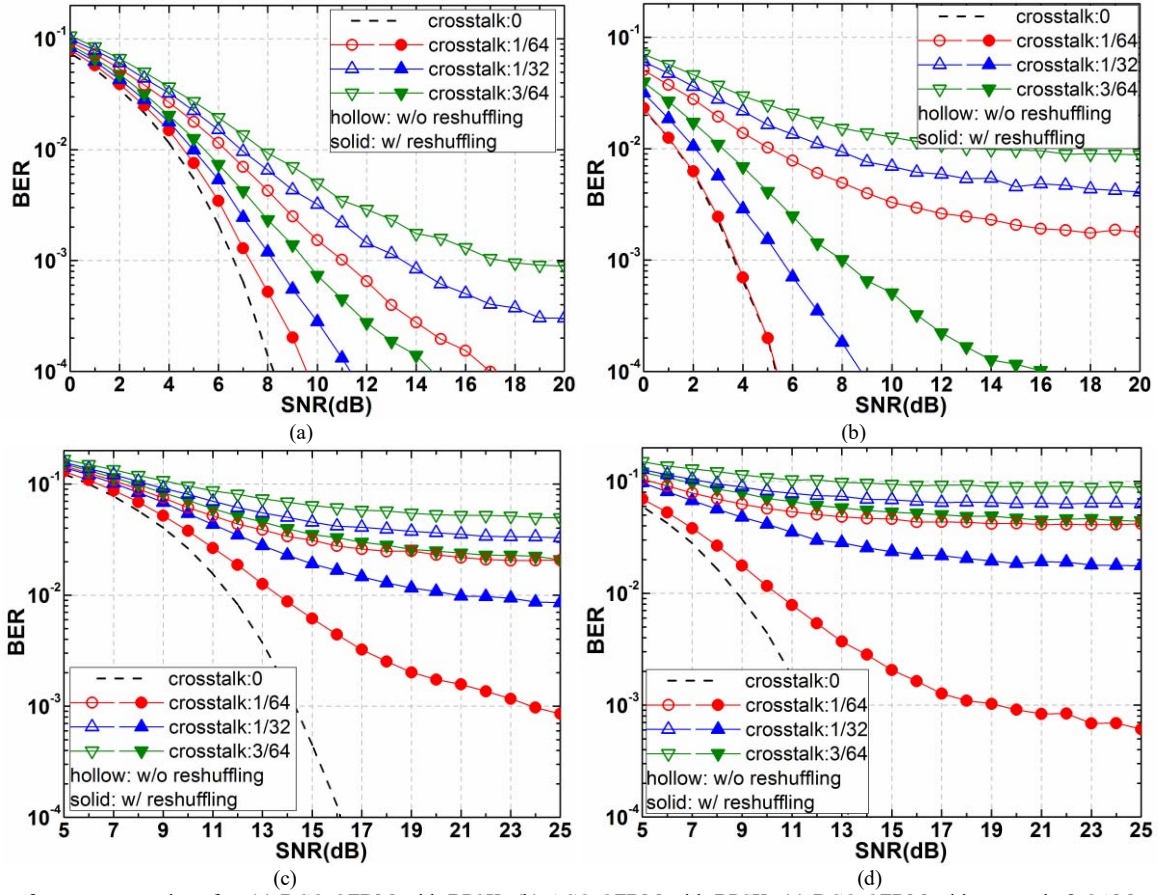 10⁻¹
10⁻²
10⁻³
10⁻⁴
BER
crosstalk:0
crosstalk:1/64
crosstalk:1/32
crosstalk:3/64
hollow: w/o reshuffling
solid: w/ reshuffling
0 2 4 6 8 10 12 14 16 18 20
SNR(dB)
(a)
10⁻¹
10⁻²
10⁻³
10⁻⁴
BER
crosstalk:0
crosstalk:1/64
crosstalk:1/32
crosstalk:3/64
hollow: w/o reshuffling
solid: w/ reshuffling
0 2 4 6 8 10 12 14 16 18 20
SNR(dB)
(b)
10⁻¹
10⁻²
10⁻³
10⁻⁴
BER
crosstalk:0
crosstalk:1/64
crosstalk:1/32
crosstalk:3/64
hollow: w/o reshuffling
solid: w/ reshuffling
5 7 9 11 13 15 17 19 21 23 25
SNR(dB)
(c)
10⁻¹
10⁻²
10⁻³
10⁻⁴
BER
crosstalk:0
crosstalk:1/64
crosstalk:1/32
crosstalk:3/64
hollow: w/o reshuffling
solid: w/ reshuffling
5 7 9 11 13 15 17 19 21 23 25
SNR(dB)
(d)